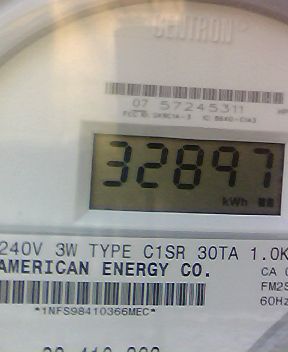 CENTRON®
07 57245311
32897
kWh
240V 3W TYPE C1SR 30TA 1.0K
AMERICAN ENERGY CO.
CA
FM2S
60Hz
*1NFS98410366MEC*